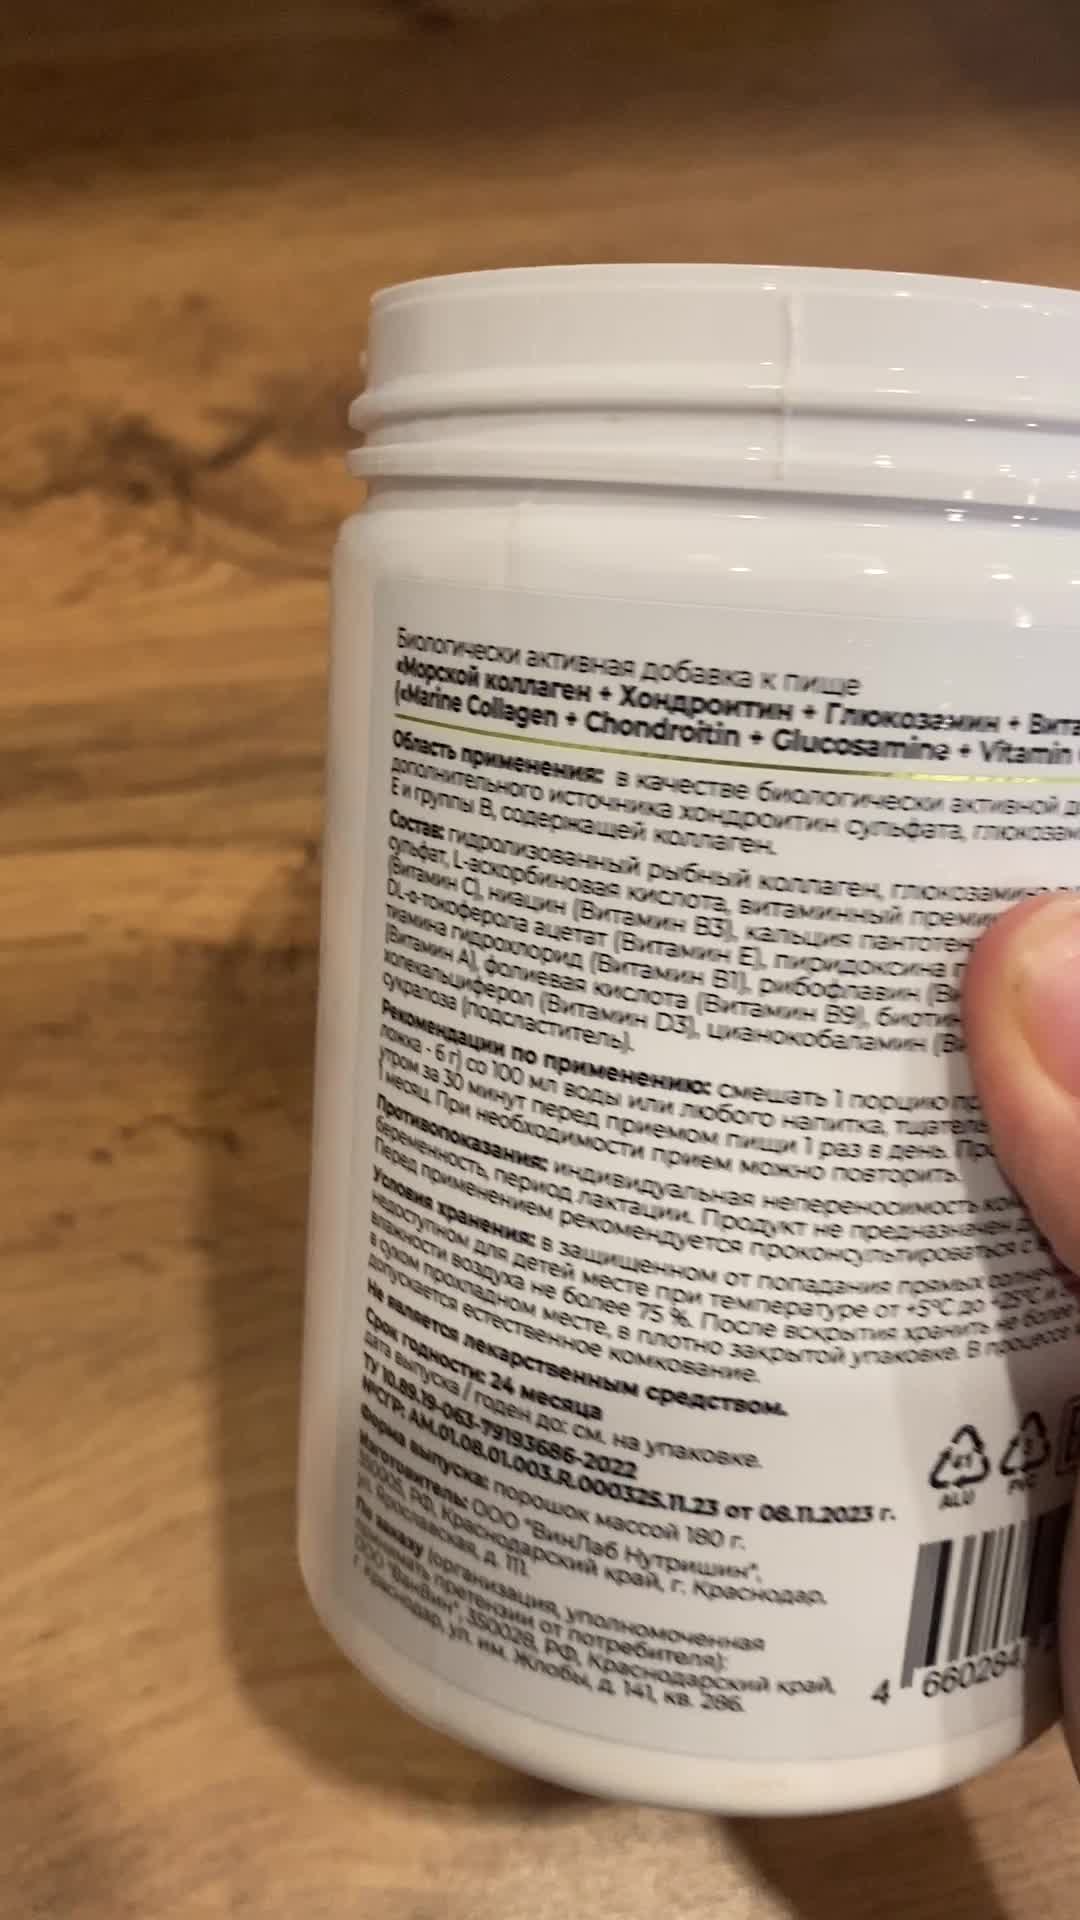 Биологически активная добавка к пище
«Морской коллаген + Хондроитин + Глюкозамин +
(«Marine Collagen + Chondroitin + Glucosamine + Vitamin
Область применения: в качестве биологически активной
дополнительного источника хондроитин сульфата,
Е и группы В, содержащей коллаген.
Состав: гидролизованный рыбный коллаген,
сульфат, L-аскорбиновая кислота, витаминный
(Витамин С), ниацин (Витамин В3), кальция
DL-α-токоферола ацетат (Витамин Е), пиридоксина
тиамина гидрохлорид (Витамин В1), рибофлавин
(Витамин А), фолиевая кислота (Витамин В9),
холекальциферол (Витамин D3), цианокобаламин
сукралоза (подсластитель).
Рекомендации по применению: смешать 1 порцию
ложка - 6 г) со 100 мл воды или любого напитка,
утром за 30 минут перед приемом пищи 1 раз в день.
1 месяц. При необходимости прием можно повторить.
Противопоказания: индивидуальная непереносимость
беременность, период лактации. Продукт не предназначен
Перед применением рекомендуется проконсультироваться с
Условия хранения: в защищенном от попадания прямых
недоступном для детей месте при температуре от +5°С до +25°С и
влажности воздуха не более 75 %. После вскрытия хранить не более
в сухом прохладном месте, в плотно закрытой упаковке. В процессе
допускается естественное комкование.
Не является лекарственным средством.
Срок годности: 24 месяца
дата выпуска / годен до: см. на упаковке.
ТУ 10.89.19-063-79193686-2022
№СГР: AM.01.08.01.003.R.000325.11.23 от 08.11.2023 г.
Форма выпуска: порошок массой 180 г.
Изготовитель: ООО "ВинЛаб Нутришин",
350028, РФ, Краснодарский край, г. Краснодар,
ул. Ярославская, д. 111.
По заказу (организация, уполномоченная
принимать претензии от потребителя):
ООО "ВанВин", 350028, РФ, Краснодарский край,
г. Краснодар, ул. им. Жлобы, д. 141, кв. 286.
41
ALU
3
PVC
4 660284